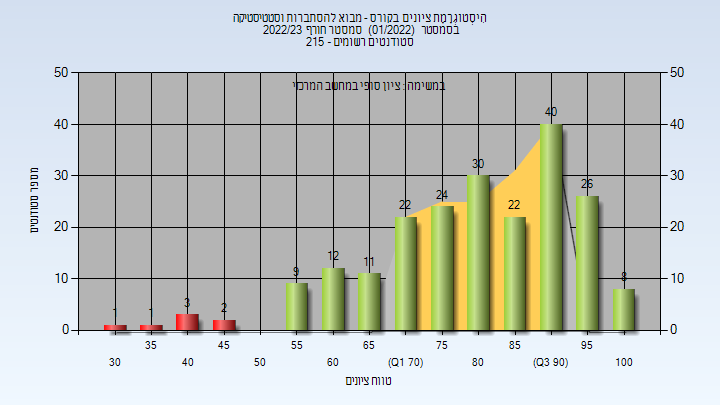 הִיסְטוֹגְרָמַת ציונים בקורס - מבוא להסתברות וסטטיסטיקה
בסמסטר (01/2022) סמסטר חורף 2022/23
סטודנטים רשומים - 215
במשימה : ציון סופי במחשב המרכזי
מספר סטודנטים
50 50
40 40
30 30
20 20
10 10
0 0
1 1 3 2 9 12 11 22 24 30 22 40 26 8
35 45 55 65 75 85 95
30 40 50 60 (Q1 70) 80 (Q3 90) 100
טווח ציונים